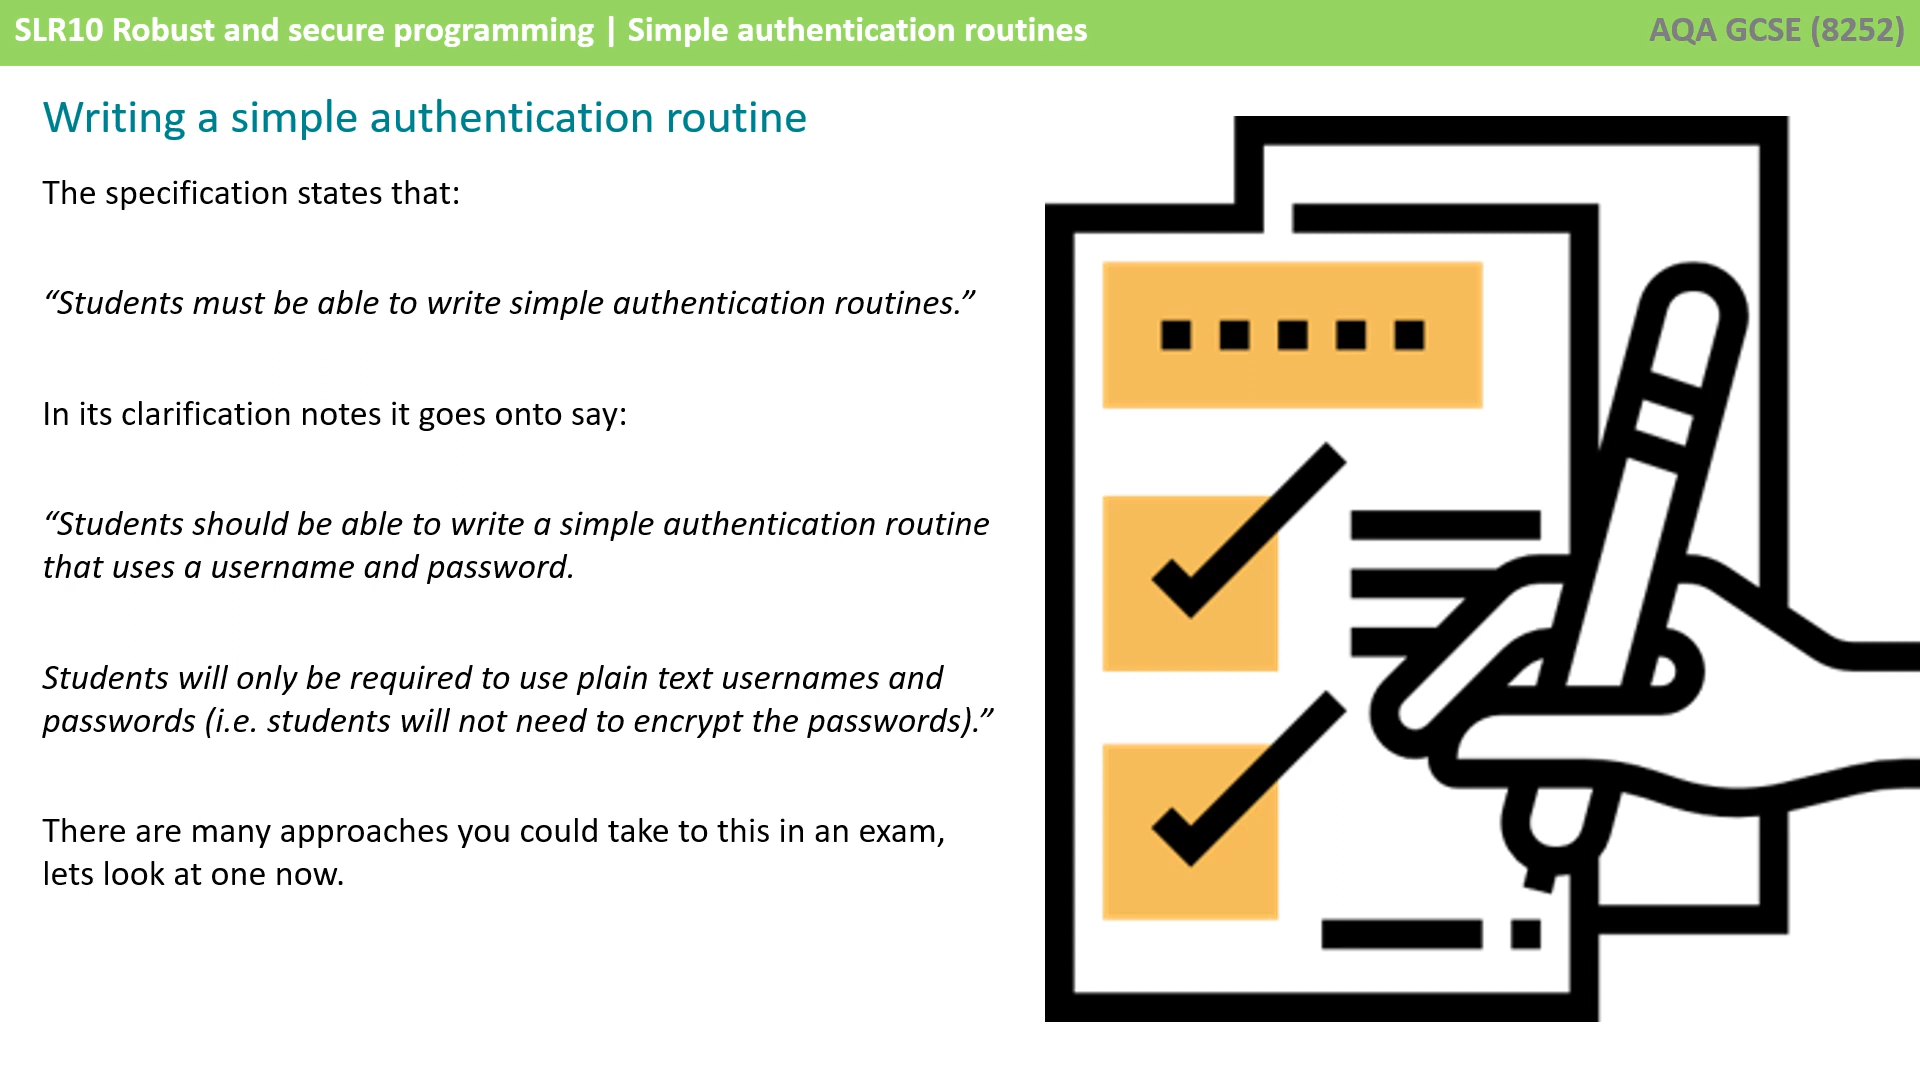 SLR10 Robust and secure programming | Simple authentication routines
AQA GCSE (8252)
Writing a simple authentication routine
The specification states that:
“Students must be able to write simple authentication routines.”
In its clarification notes it goes onto say:
“Students should be able to write a simple authentication routine
that uses a username and password.
Students will only be required to use plain text usernames and
passwords (i.e. students will not need to encrypt the passwords).”
There are many approaches you could take to this in an exam,
lets look at one now.